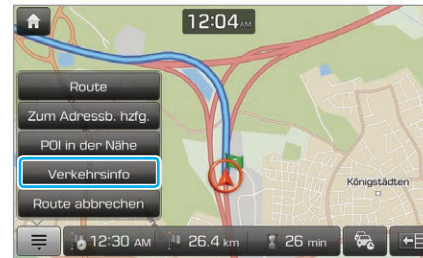 12:04 AM
Route
Zum Adressb. hzfg.
POI in der Nähe
Verkehrsinfo
Königstädten
Route abbrechen
12:30 AM 26.4 km 26 min